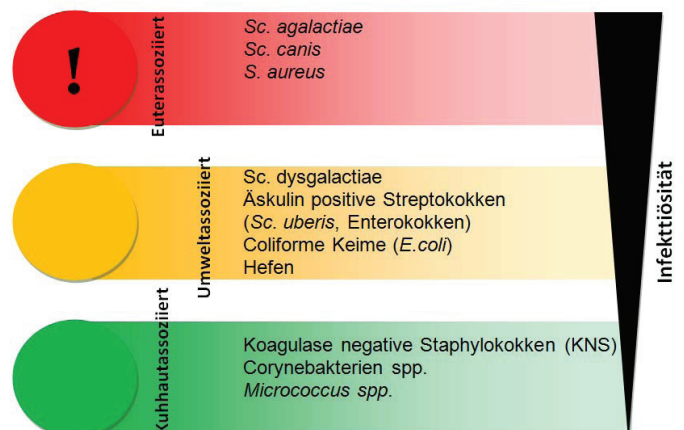 !
Euterassoziiert
Sc. agalactiae
Sc. canis
S. aureus
Umweltassoziiert
Sc. dysgalactiae
Äskulin positive Streptokokken
(Sc. uberis, Enterokokken)
Coliforme Keime (E.coli)
Hefen
Kuhhautassoziiert
Koagulase negative Staphylokokken (KNS)
Corynebakterien spp.
Micrococcus spp.
Infekttiösität